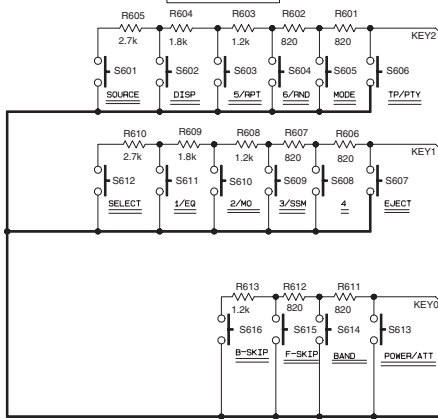 R605 R604 R603 R602 R601
2.7k 1.8k 1.2k 820 820 KEY2
S601 S602 S603 S604 S605 S606
SOURCE DISP 5/RPT 6/RND MODE TP/PTY
R610 R609 R608 R607 R606
2.7k 1.8k 1.2k 820 820 KEY1
S612 S611 S610 S609 S608 S607
SELECT 1/EQ 2/MO 3/SSM 4 EJECT
R613 R612 R611
1.2k 820 820 KEY0
S616 S615 S614 S613
B-SKIP F-SKIP BAND POWER/ATT